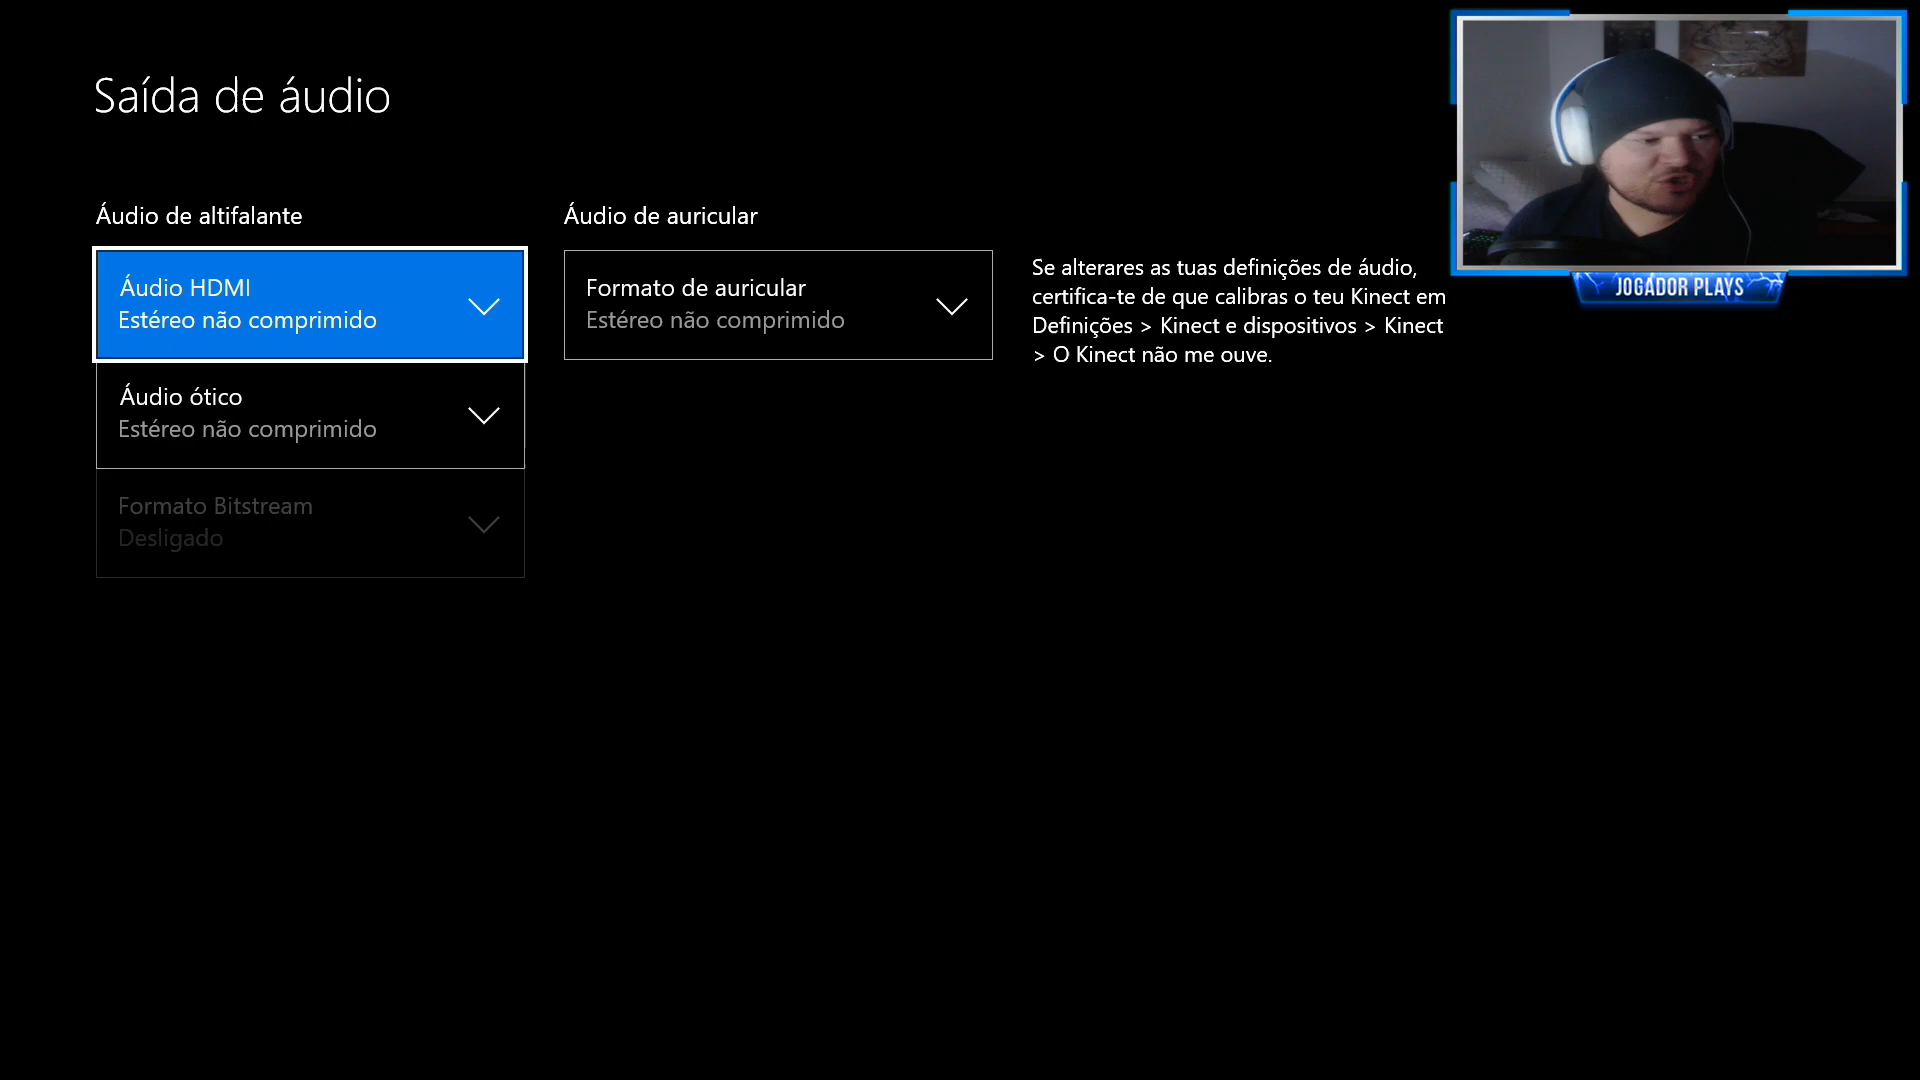 Saída de áudio
Áudio de altifalante
Áudio HDMI
Estéreo não comprimido
Áudio ótico
Estéreo não comprimido
Formato Bitstream
Desligado
Áudio de auricular
Formato de auricular
Estéreo não comprimido
Se alterares as tuas definições de áudio,
certifica-te de que calibras o teu Kinect em
Definições > Kinect e dispositivos > Kinect
> O Kinect não me ouve.
JOGADOR PLAYS